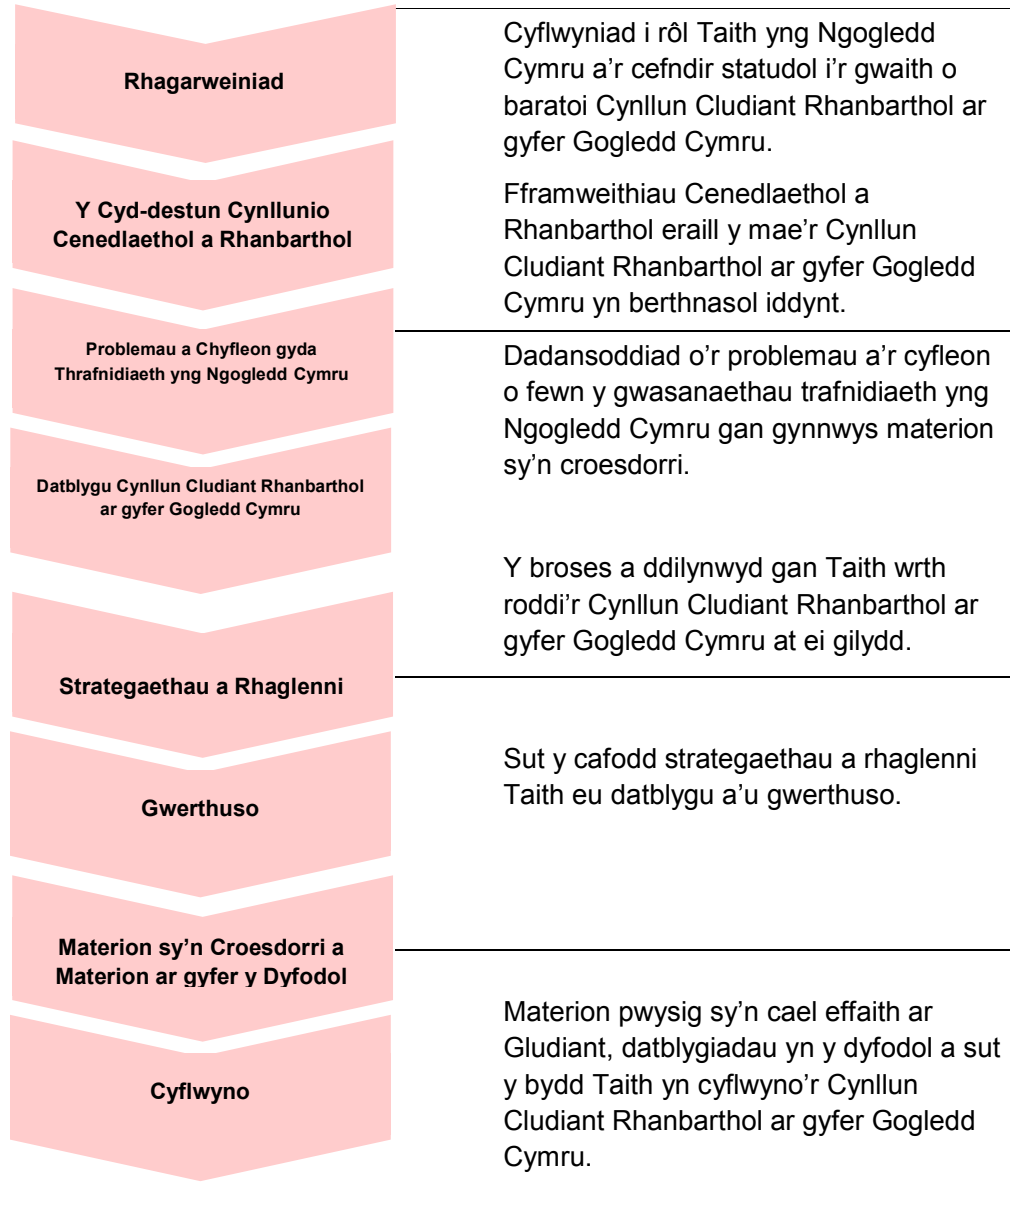 Rhagarweiniad
Cyflwyniad i rôl Taith yng Ngogledd
Cymru a'r cefndir statudol i'r gwaith o
baratoi Cynllun Cludiant Rhanbarthol ar
gyfer Gogledd Cymru.
Y Cyd-destun Cynllunio
Cenedlaethol a Rhanbarthol
Fframweithiau Cenedlaethol a
Rhanbarthol eraill y mae'r Cynllun
Cludiant Rhanbarthol ar gyfer Gogledd
Cymru yn berthnasol iddynt.
Problemau a Chyfleon gyda
Thrafnidiaeth yng Ngogledd Cymru
Dadansoddiad o'r problemau a'r cyfleon
o fewn y gwasanaethau trafnidiaeth yng
Ngogledd Cymru gan gynnwys materion
sy'n croesdorri.
Datblygu Cynllun Cludiant Rhanbarthol
ar gyfer Gogledd Cymru
Y broses a ddilynwyd gan Taith wrth
roddi'r Cynllun Cludiant Rhanbarthol ar
gyfer Gogledd Cymru at ei gilydd.
Strategaethau a Rhaglenni
Gwerthuso
Sut y cafodd strategaethau a rhaglenni
Taith eu datblygu a'u gwerthuso.
Materion sy'n Croesdorri a
Materion ar gyfer y Dyfodol
Cyflwyno
Materion pwysig sy'n cael effaith ar
Gludiant, datblygiadau yn y dyfodol a sut
y bydd Taith yn cyflwyno'r Cynllun
Cludiant Rhanbarthol ar gyfer Gogledd
Cymru.